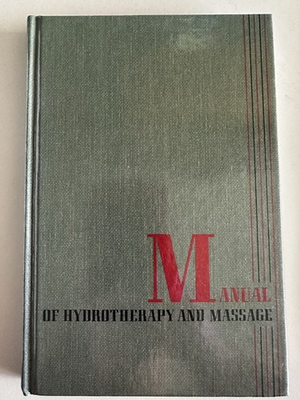 MANUAL
OF HYDROTHERAPY AND MASSAGE